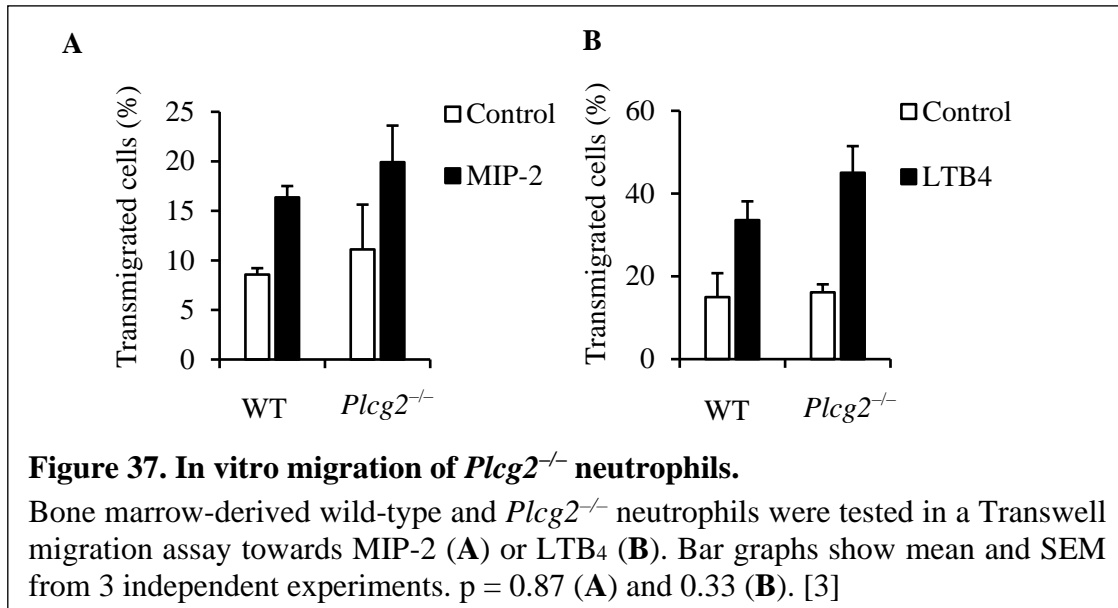 A
Transmigrated cells (%)
25
20
15
10
5
0
WT
Plcg2⁻/⁻
Control
MIP-2
B
Transmigrated cells (%)
60
40
20
0
WT
Plcg2⁻/⁻
Control
LTB4
Figure 37. In vitro migration of Plcg2⁻/⁻ neutrophils.
Bone marrow-derived wild-type and Plcg2⁻/⁻ neutrophils were tested in a Transwell
migration assay towards MIP-2 (A) or LTB₄ (B). Bar graphs show mean and SEM
from 3 independent experiments. p = 0.87 (A) and 0.33 (B). [3]